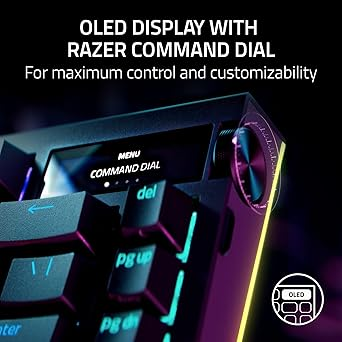 OLED DISPLAY WITH
RAZER COMMAND DIAL
For maximum control and customizability
MENU
COMMAND DIAL
del
pg up
\ |
pg dn
enter
OLED